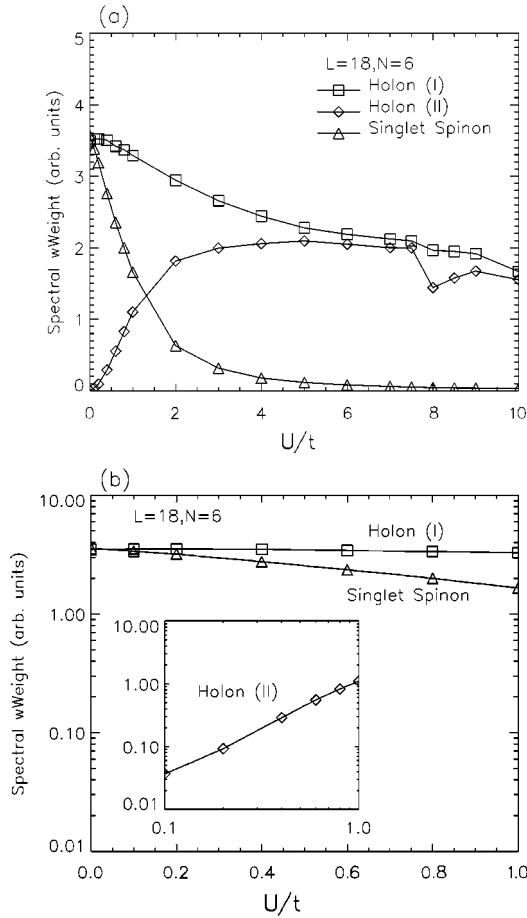 (a)
5
L=18,N=6
Holon (I)
Holon (II)
Singlet Spinon
4
3
2
1
0
Spectral wWeight (arb. units)
0 2 4 6 8 10
U/t
(b)
10.00
L=18,N=6
Holon (I)
Singlet Spinon
1.00
0.10
0.01
Spectral wWeight (arb. units)
10.00
Holon (II)
1.00
0.10
0.01
0.1 1.0
0.0 0.2 0.4 0.6 0.8 1.0
U/t